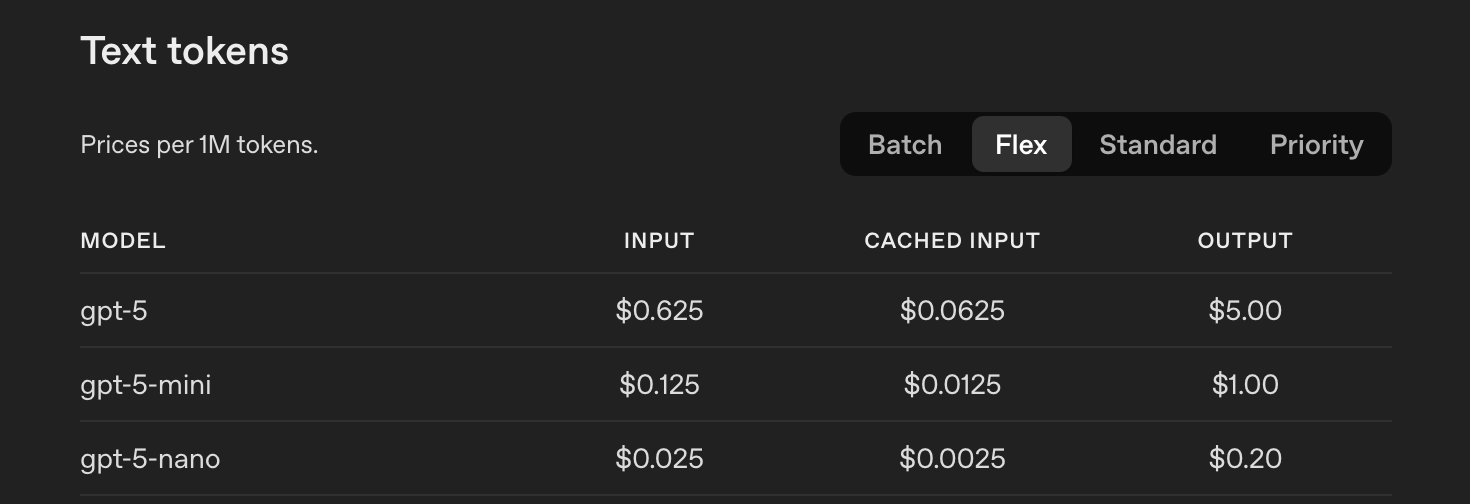 Text tokens
Prices per 1M tokens.
Batch Flex Standard Priority
MODEL INPUT CACHED INPUT OUTPUT
gpt-5 $0.625 $0.0625 $5.00
gpt-5-mini $0.125 $0.0125 $1.00
gpt-5-nano $0.025 $0.0025 $0.20